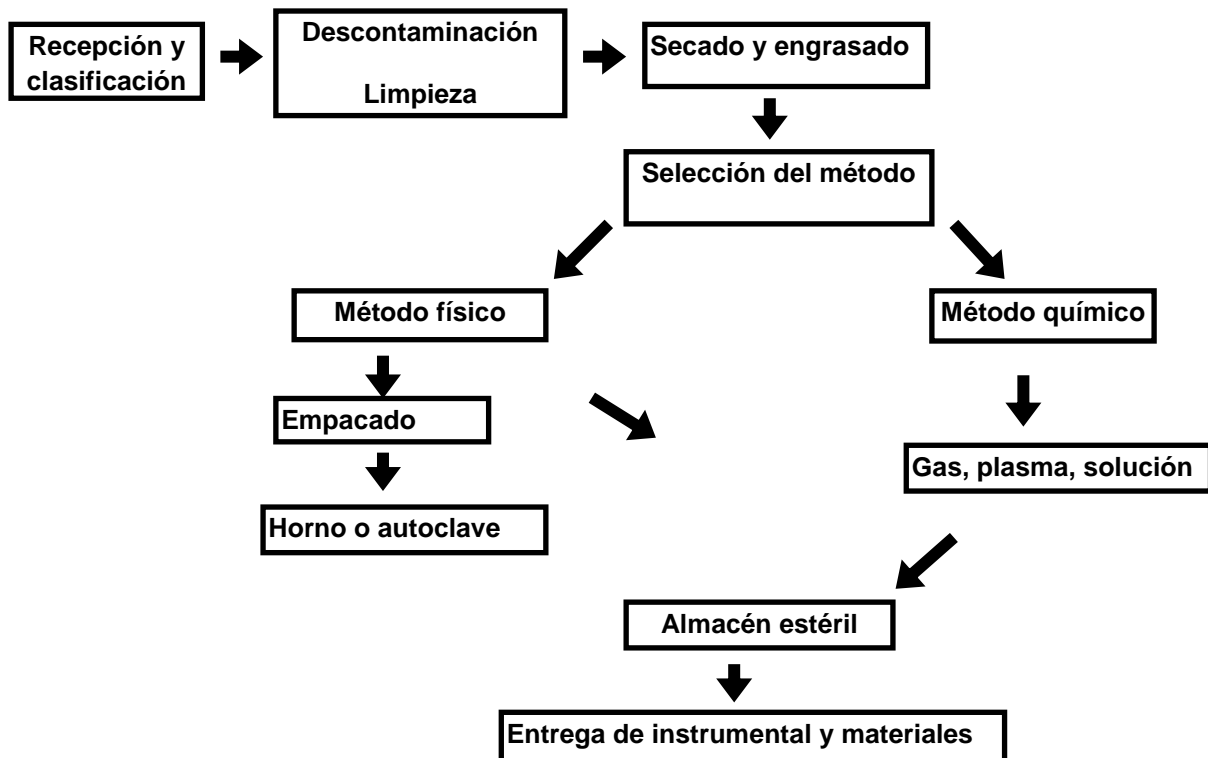 Recepción y
clasificación
Descontaminación
Limpieza
Secado y engrasado
Selección del método
Método físico
Método químico
Empacado
Gas, plasma, solución
Horno o autoclave
Almacén estéril
Entrega de instrumental y materiales